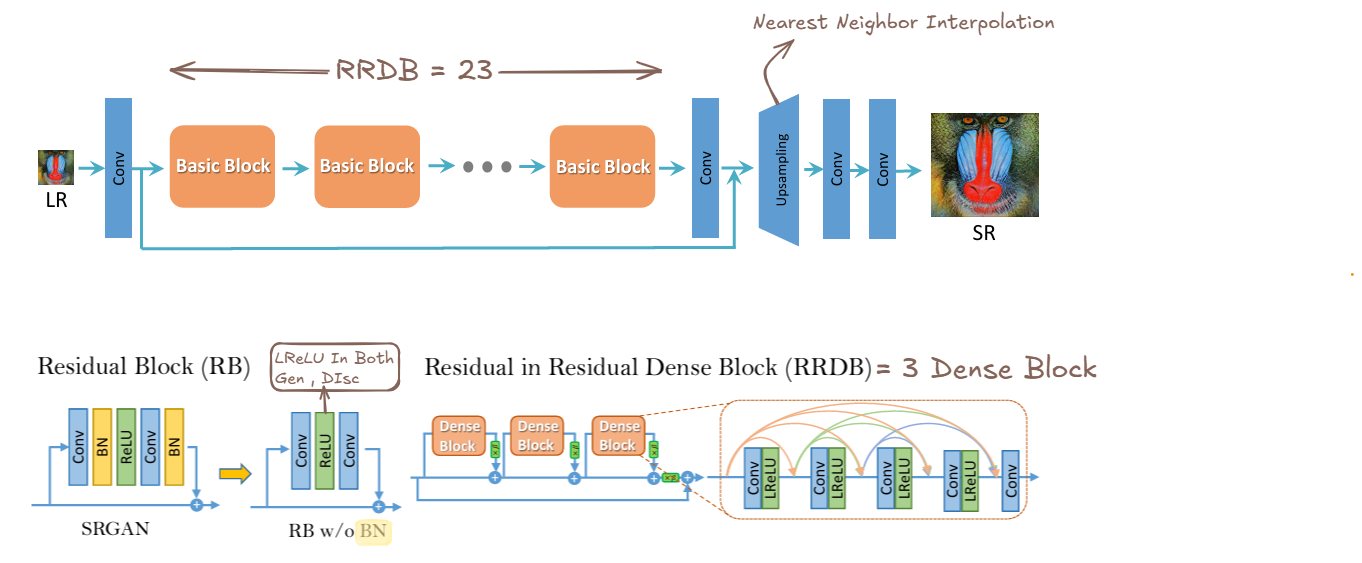 Nearest Neighbor Interpolation
RRDB = 23
LR
Conv
Basic Block
Basic Block
Basic Block
Conv
Upsampling
Conv
Conv
SR
Residual Block (RB)
LReLU In Both
Gen , DIsc
Residual in Residual Dense Block (RRDB) = 3 Dense Block
Conv
BN
ReLU
Conv
BN
SRGAN
Conv
ReLU
Conv
RB w/o BN
Dense
Block
×β
Dense
Block
×β
Dense
Block
×β
×β
Conv
LReLU
Conv
LReLU
Conv
LReLU
Conv
LReLU
Conv